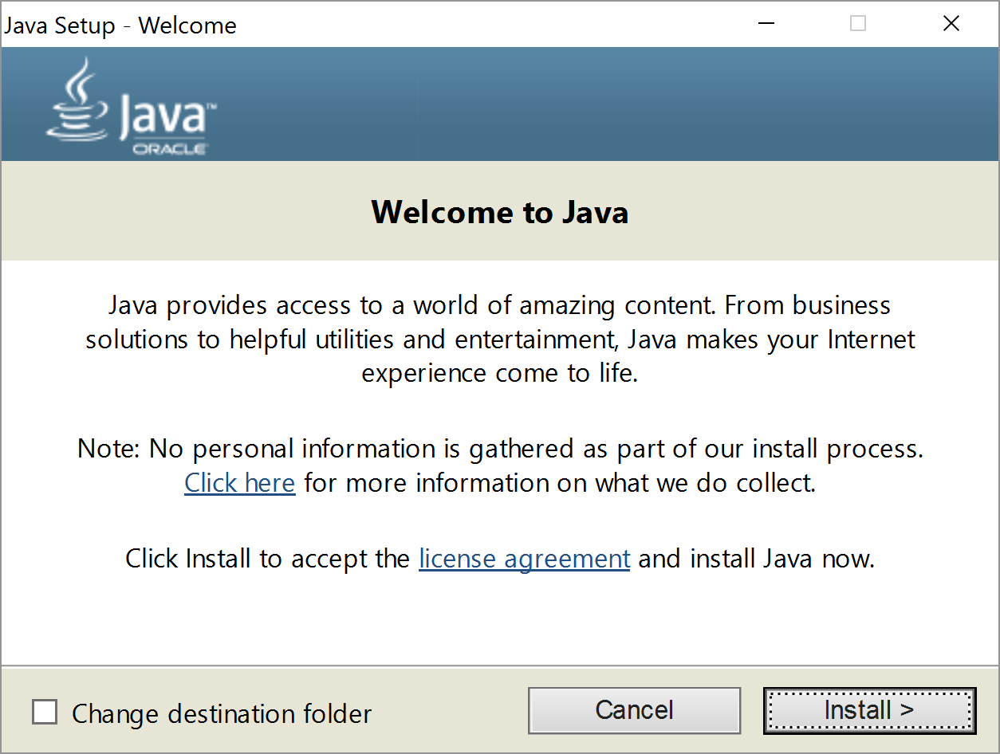 Java Setup - Welcome
Java™
ORACLE
Welcome to Java
Java provides access to a world of amazing content. From business
solutions to helpful utilities and entertainment, Java makes your Internet
experience come to life.
Note: No personal information is gathered as part of our install process.
Click here for more information on what we do collect.
Click Install to accept the license agreement and install Java now.
Change destination folder
Cancel
Install >